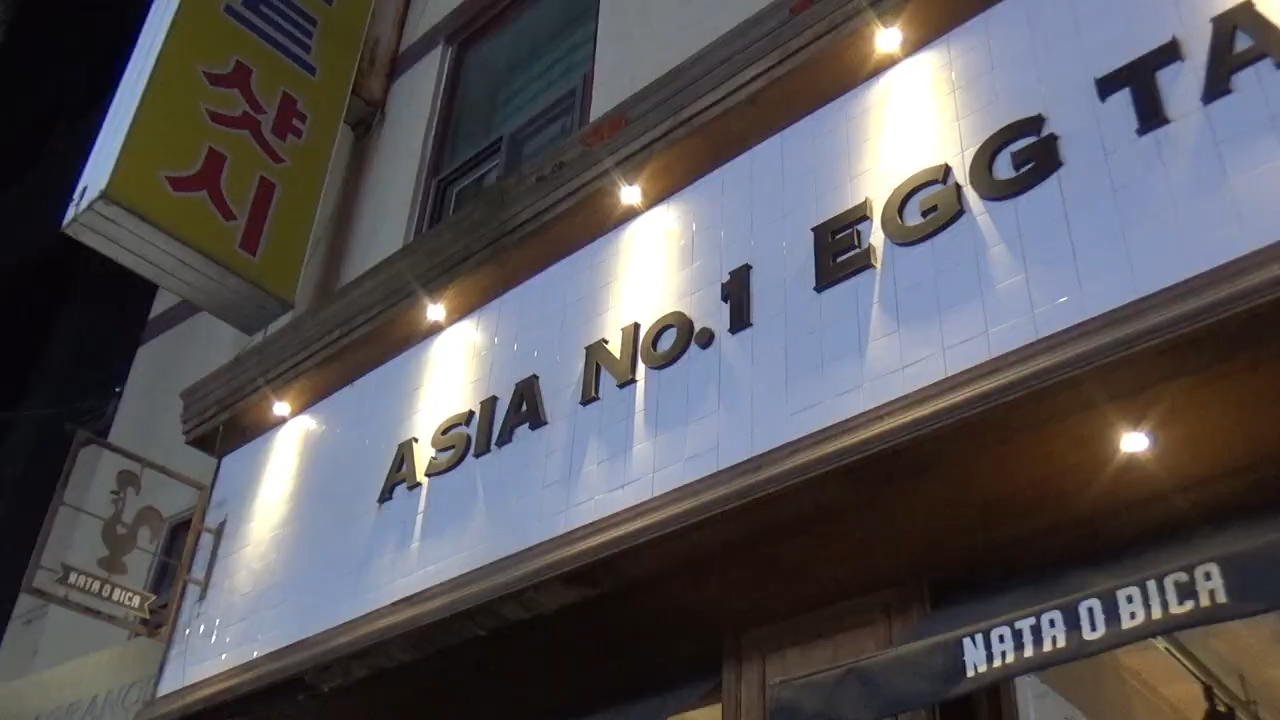 샷시
ASIA No.1 EGG TA
NATA O BICA
NATA O BICA